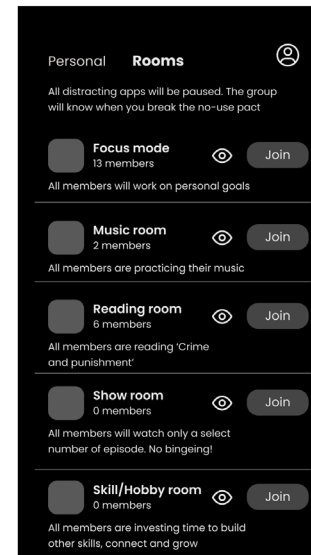 Personal Rooms
All distracting apps will be paused. The group
will know when you break the no-use pact
Focus mode
13 members
Join
All members will work on personal goals
Music room
2 members
Join
All members are practicing their music
Reading room
6 members
Join
All members are reading ‘Crime
and punishment’
Show room
0 members
Join
All members will watch only a select
number of episode. No bingeing!
Skill/Hobby room
0 members
Join
All members are investing time to build
other skills, connect and grow